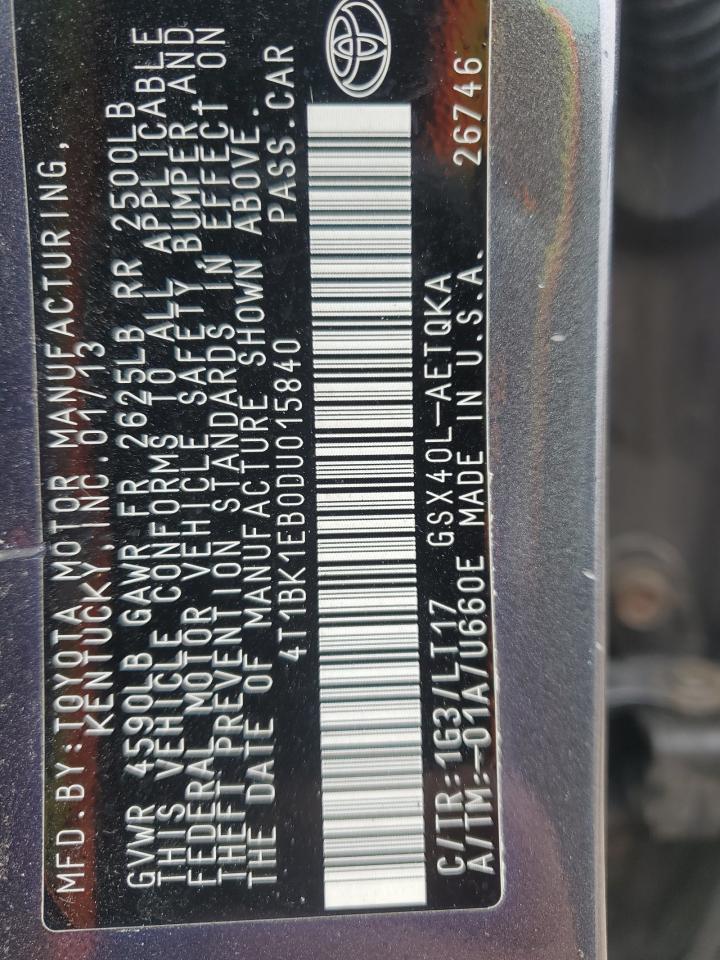 MFD.BY:TOYOTA MOTOR MANUFACTURING,
KENTUCKY,INC.01/13
GVWR 4590LB GAWR FR 2625LB RR 2500LB
THIS VEHICLE CONFORMS TO ALL APPLICABLE
FEDERAL MOTOR VEHICLE SAFETY, BUMPER,AND
THEFT PREVENTION STANDARDS IN EFFECT ON
THE DATE OF MANUFACTURE SHOWN ABOVE.
4T1BK1EB0DU015840 PASS.CAR
C/TR:1G3/LT17 GSX40L-AETQKA 26746
A/TM:-01A/U660E MADE IN U.S.A.